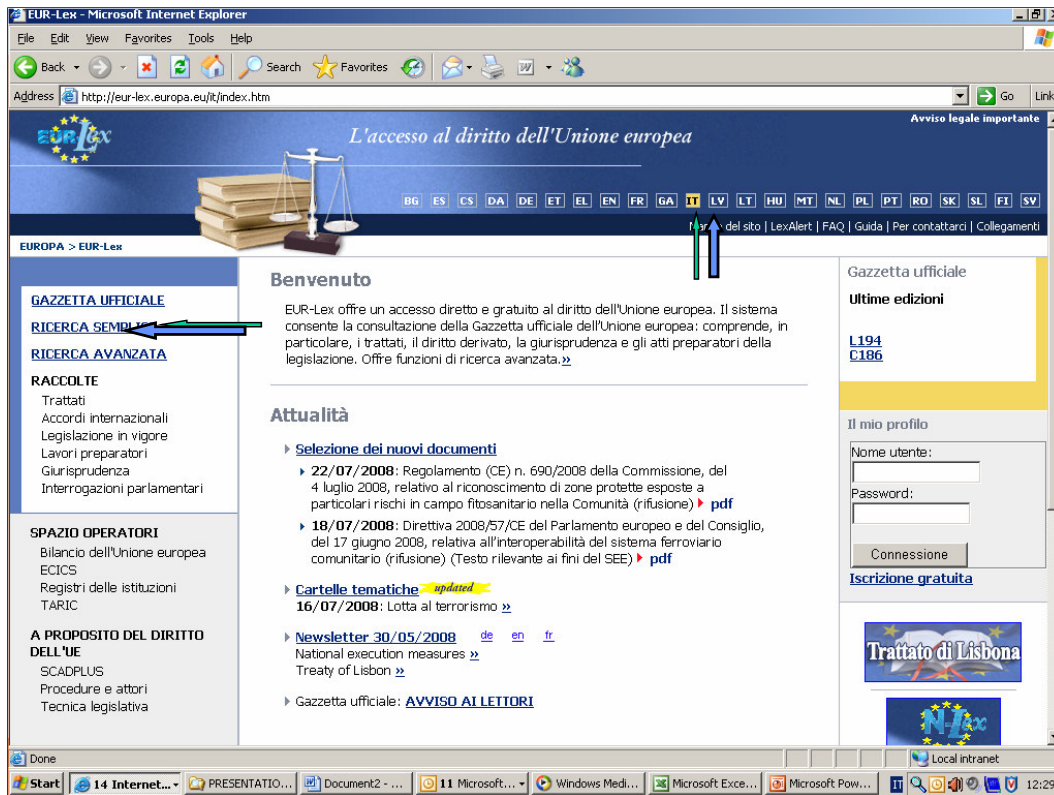 EUR-Lex - Microsoft Internet Explorer
File Edit View Favorites Tools Help
Back Search Favorites
Address http://eur-lex.europa.eu/it/index.htm Go Link
EUR Lex
L'accesso al diritto dell'Unione europea
Avviso legale importante
BG ES CS DA DE ET EL EN FR GA IT LV LT HU MT NL PL PT RO SK SL FI SV
del sito | LexAlert | FAQ | Guida | Per contattarci | Collegamenti
EUROPA > EUR-Lex
GAZZETTA UFFICIALE
RICERCA
RICERCA AVANZATA
RACCOLTE
Trattati
Accordi internazionali
Legislazione in vigore
Lavori preparatori
Giurisprudenza
Interrogazioni parlamentari
SPAZIO OPERATORI
Bilancio dell'Unione europea
ECICS
Registri delle istituzioni
TARIC
A PROPOSITO DEL DIRITTO
DELL'UE
SCADPLUS
Procedure e attori
Tecnica legislativa
Benvenuto
EUR-Lex offre un accesso diretto e gratuito al diritto dell'Unione europea. Il sistema
consente la consultazione della Gazzetta ufficiale dell'Unione europea: comprende, in
particolare, i trattati, il diritto derivato, la giurisprudenza e gli atti preparatori della
legislazione. Offre funzioni di ricerca avanzata.»
Attualità
Selezione dei nuovi documenti
22/07/2008: Regolamento (CE) n. 690/2008 della Commissione, del
4 luglio 2008, relativo al riconoscimento di zone protette esposte a
particolari rischi in campo fitosanitario nella Comunità (rifusione) pdf
18/07/2008: Direttiva 2008/57/CE del Parlamento europeo e del Consiglio,
del 17 giugno 2008, relativa all'interoperabilità del sistema ferroviario
comunitario (rifusione) (Testo rilevante ai fini del SEE) pdf
Cartelle tematiche updated
16/07/2008: Lotta al terrorismo »
Newsletter 30/05/2008 de en fr
National execution measures »
Treaty of Lisbon »
Gazzetta ufficiale: AVVISO AI LETTORI
Gazzetta ufficiale
Ultime edizioni
L194
C186
Il mio profilo
Nome utente:
Password:
Connessione
Iscrizione gratuita
Trattato di Lisbona
N-Lex
Done Local intranet
Start 14 Internet... PRESENTATIO... Document2 - ... 11 Microsoft... Windows Medi... Microsoft Exce... Microsoft Pow... IT 12:29